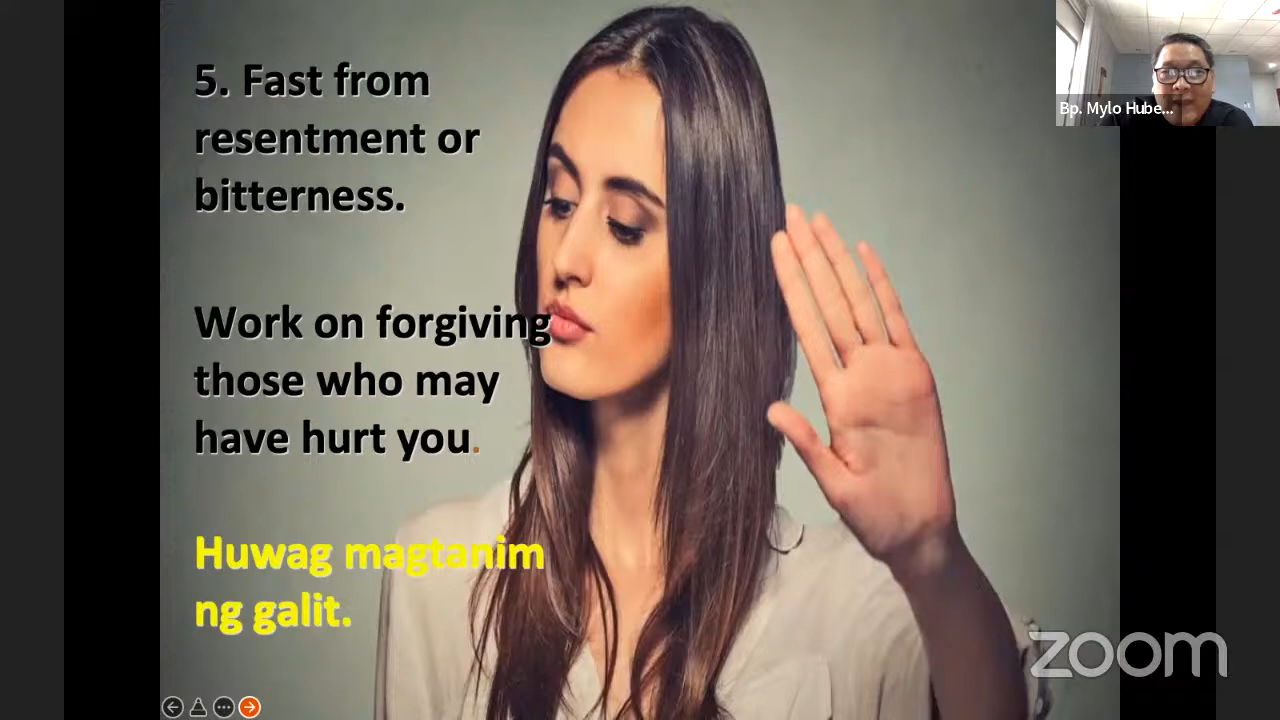 5. Fast from
resentment or
bitterness.
Work on forgiving
those who may
have hurt you.
Huwag magtanim
ng galit.
Bp. Mylo Hube...
zoom